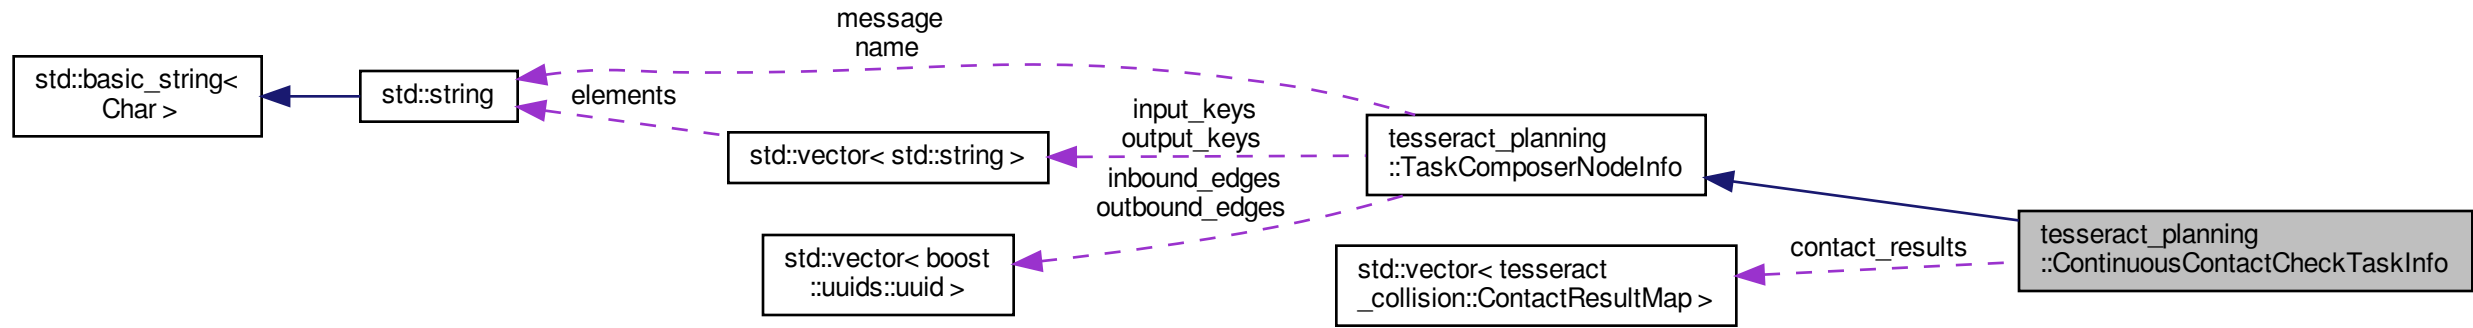 message
name
std::basic_string<
Char >
std::string
elements
input_keys
output_keys
std::vector< std::string >
tesseract_planning
::TaskComposerNodeInfo
inbound_edges
outbound_edges
std::vector< boost
::uuids::uuid >
std::vector< tesseract
_collision::ContactResultMap >
contact_results
tesseract_planning
::ContinuousContactCheckTaskInfo